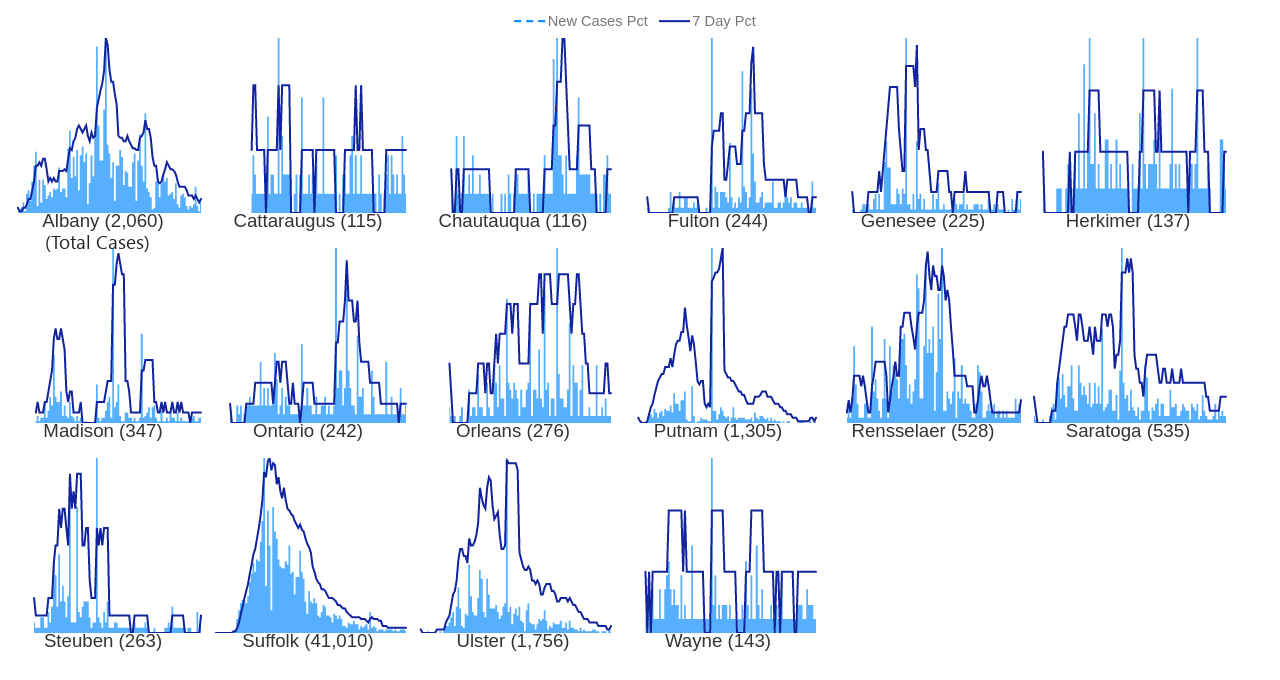 New Cases Pct 7 Day Pct
Albany (2,060) Cattaraugus (115) Chautauqua (116) Fulton (244) Genesee (225) Herkimer (137)
(Total Cases)
Madison (347) Ontario (242) Orleans (276) Putnam (1,305) Rensselaer (528) Saratoga (535)
Steuben (263) Suffolk (41,010) Ulster (1,756) Wayne (143)